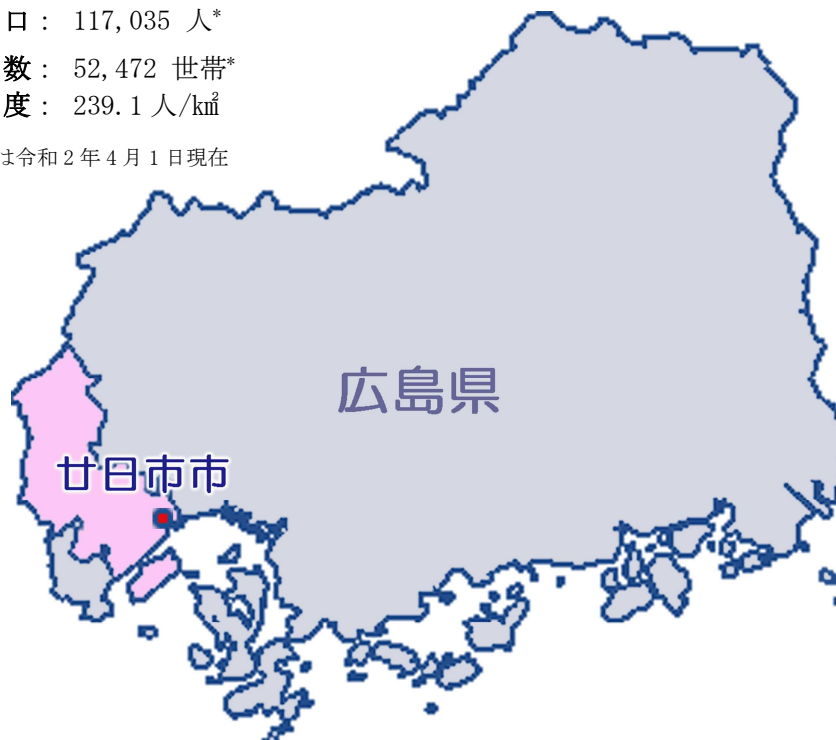 口： 117,035 人*
数： 52,472 世帯*
度： 239.1 人/㎢
は令和２年４月１日現在
広島県
廿日市市